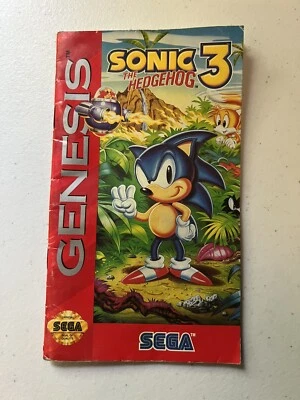 GENESIS
SONIC 3
THE
HEDGEHOG
SEGA
SEGA